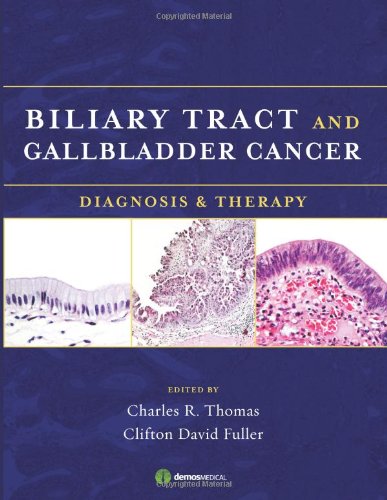 Copyrighted Material
BILIARY TRACT AND
GALLBLADDER CANCER
DIAGNOSIS & THERAPY
EDITED BY
Charles R. Thomas
Clifton David Fuller
demosMEDICAL
Copyrighted Material